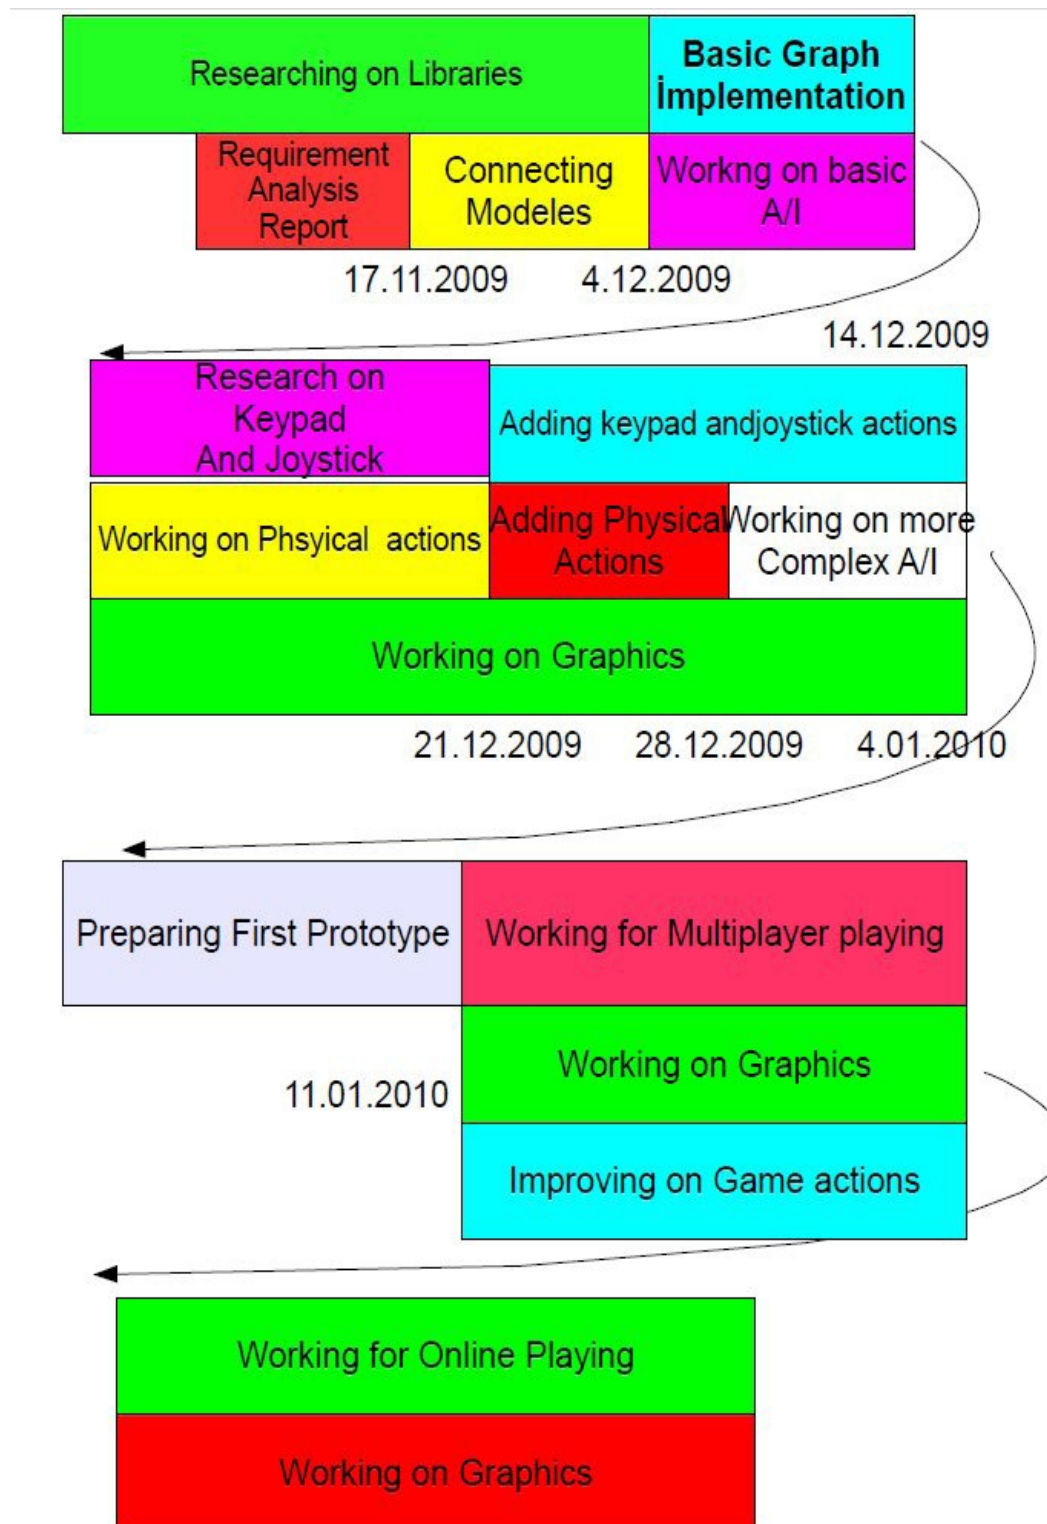 Researching on Libraries
Basic Graph
İmplementation
Requirement
Analysis
Report
Connecting
Modeles
Workng on basic
A/I
17.11.2009
4.12.2009
14.12.2009
Research on
Keypad
And Joystick
Adding keypad andjoystick actions
Working on Phsyical actions
Adding Physical
Actions
Working on more
Complex A/I
Working on Graphics
21.12.2009
28.12.2009
4.01.2010
Preparing First Prototype
Working for Multiplayer playing
Working on Graphics
11.01.2010
Improving on Game actions
Working for Online Playing
Working on Graphics